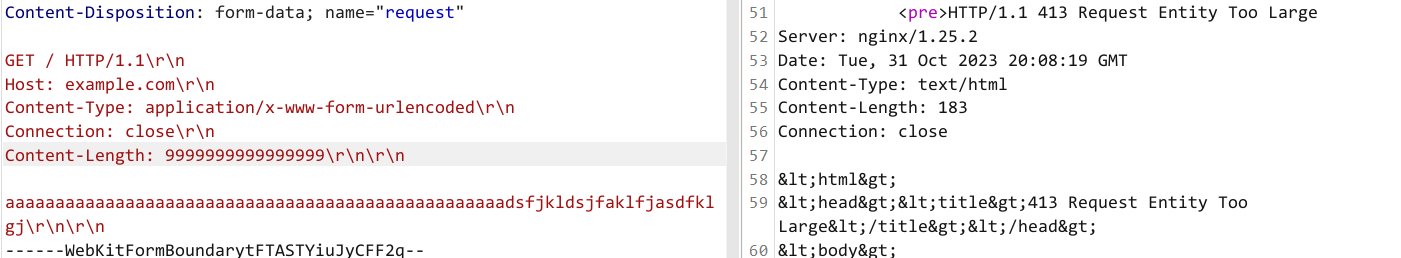 Content-Disposition: form-data; name="request"
GET / HTTP/1.1\r\n
Host: example.com\r\n
Content-Type: application/x-www-form-urlencoded\r\n
Connection: close\r\n
Content-Length: 9999999999999999\r\n\r\n
aaaaaaaaaaaaaaaaaaaaaaaaaaaaaaaaaaaaaaaaaaaaaaaaaadsfjkldsjfaklfjasdfkl
gj\r\n\r\n
------WebKitFormBoundarytFTASTYiuJyCFF2q--
51 <pre>HTTP/1.1 413 Request Entity Too Large
52 Server: nginx/1.25.2
53 Date: Tue, 31 Oct 2023 20:08:19 GMT
54 Content-Type: text/html
55 Content-Length: 183
56 Connection: close
57
58 &lt;html&gt;
59 &lt;head&gt;&lt;title&gt;413 Request Entity Too
Large&lt;/title&gt;&lt;/head&gt;
60 &lt;body&gt;